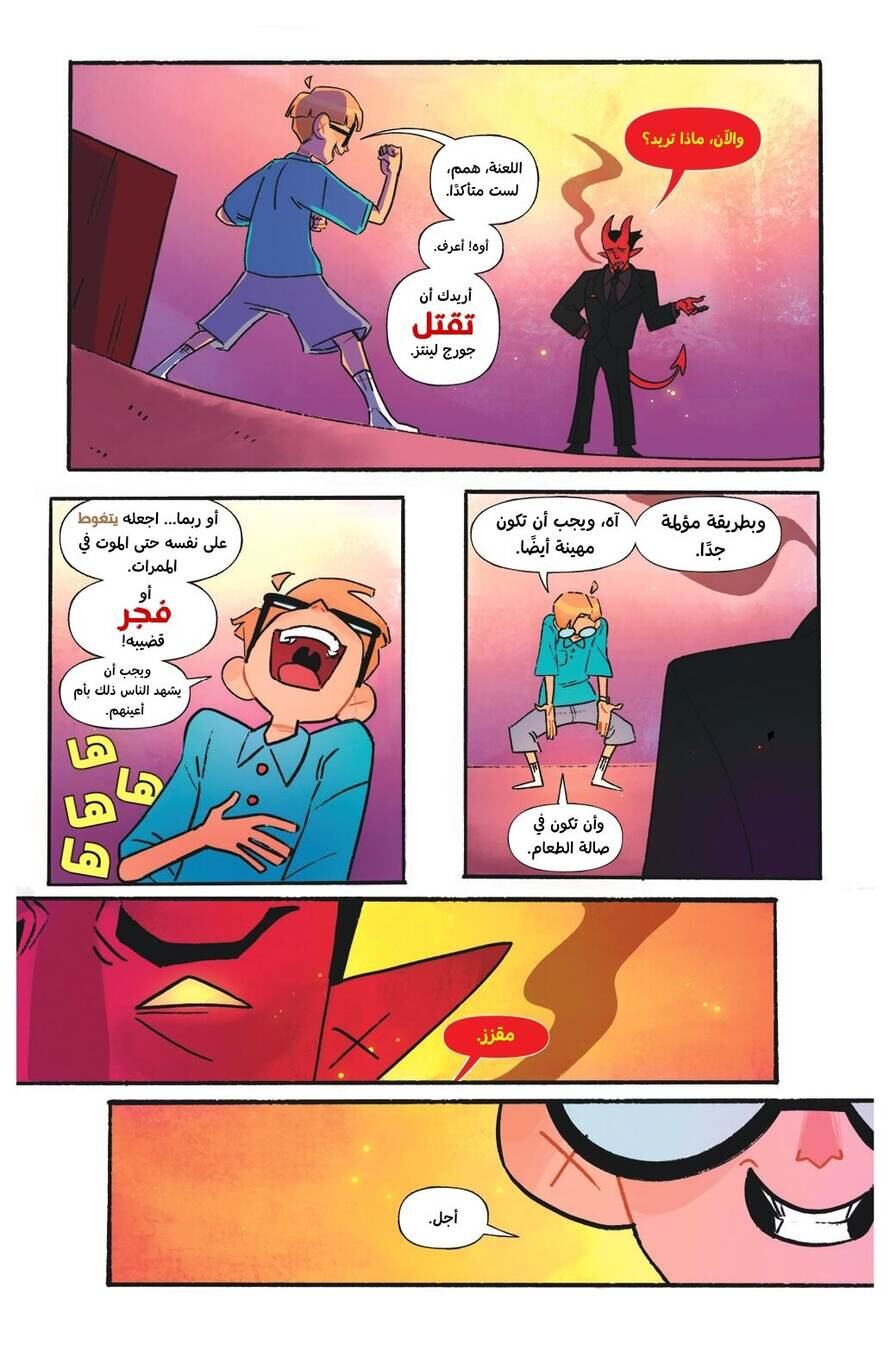 والآن، ماذا تريد؟
اللعنة، همم،
لست متأكدًا.
أوه! أعرف.
أريدك أن
تقتل
جورج لينتز.
وبطريقة مؤلمة
جدًا.
آه، ويجب أن تكون
مهينة أيضًا.
وأن تكون في
صالة الطعام.
أو ربما... اجعله يتغوط
على نفسه حتى الموت في
الممرات.
أو
فجر
قضيبه!
ويجب أن
يشهد الناس ذلك بأم
أعينهم.
ها
ها
ها
ها
مقزز.
أجل.